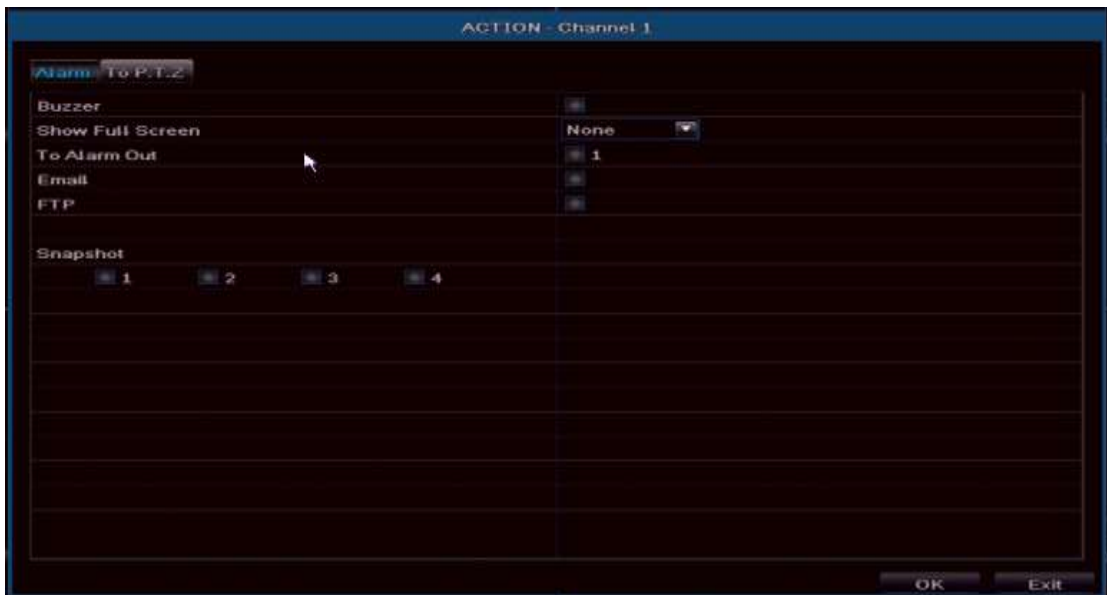 ACTION - Channel 1
Alarm To P.T.Z
Buzzer
Show Full Screen None
To Alarm Out 1
Email
FTP
Snapshot
1 2 3 4
OK Exit